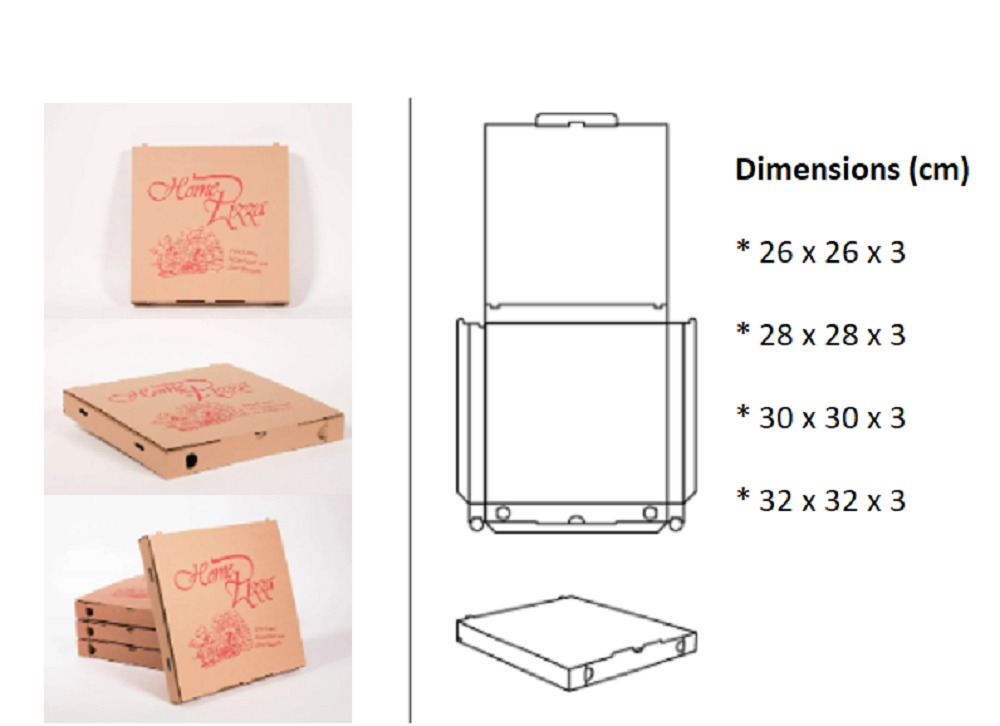 Home
Pizza
Home Pizza
Home
Pizza
Dimensions (cm)
* 26 x 26 x 3
* 28 x 28 x 3
* 30 x 30 x 3
* 32 x 32 x 3